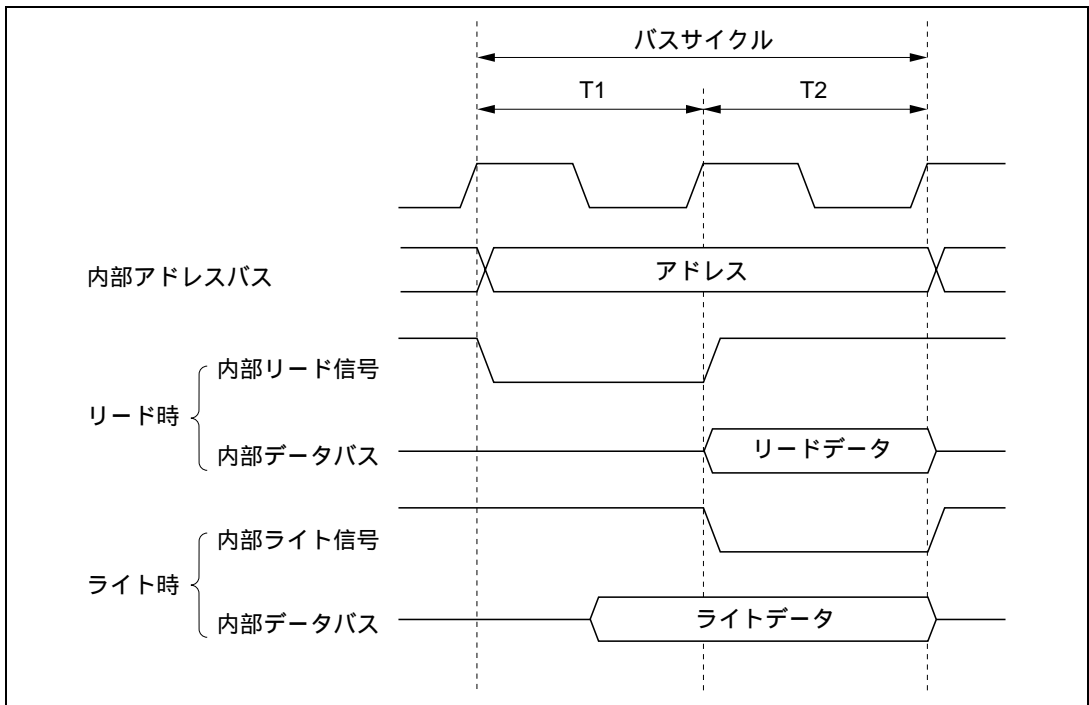 バスサイクル
T1
T2
内部アドレスバス
アドレス
内部リード信号
リード時
内部データバス
リードデータ
内部ライト信号
ライト時
内部データバス
ライトデータ